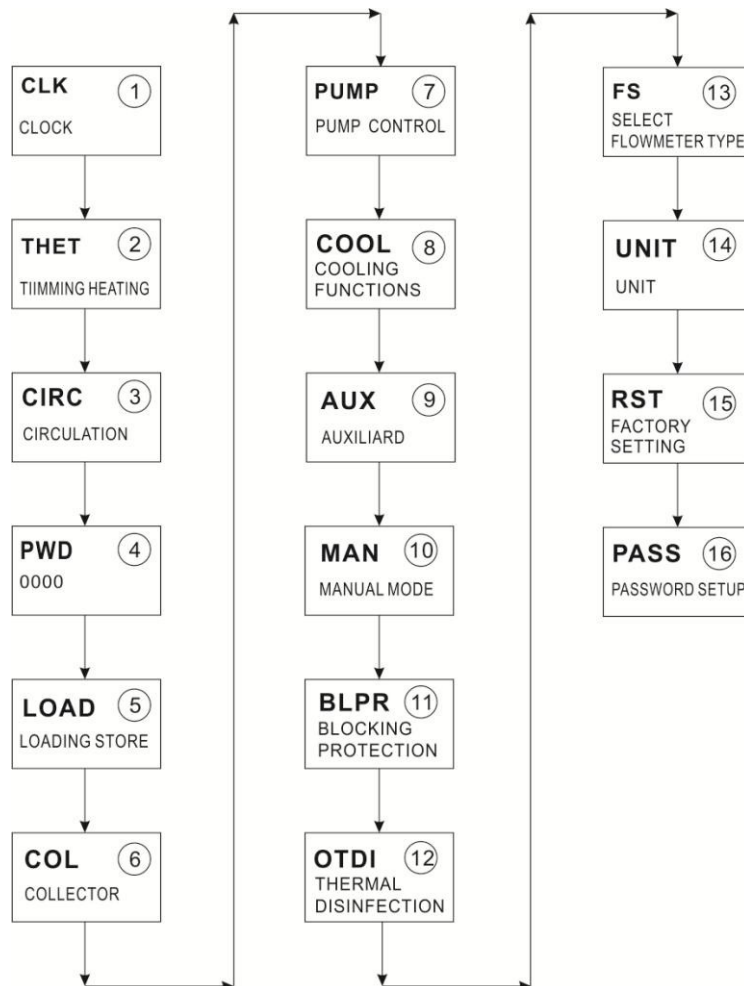 CLK 1
CLOCK
THET 2
TIIMMING HEATING
CIRC 3
CIRCULATION
PWD 4
0000
LOAD 5
LOADING STORE
COL 6
COLLECTOR
PUMP 7
PUMP CONTROL
COOL 8
COOLING
FUNCTIONS
AUX 9
AUXILIARD
MAN 10
MANUAL MODE
BLPR 11
BLOCKING
PROTECTION
OTDI 12
THERMAL
DISINFECTION
FS 13
SELECT
FLOWMETER TYPE
UNIT 14
UNIT
RST 15
FACTORY
SETTING
PASS 16
PASSWORD SETUP